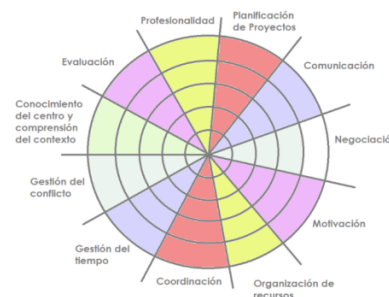 Profesionalidad
Planificación
de Proyectos
Comunicación
Evaluación
Conocimiento
del centro y
comprensión
del contexto
Negociació
Gestión del
conflicto
Motivación
Gestión del
tiempo
Coordinación
Organización de
recursos